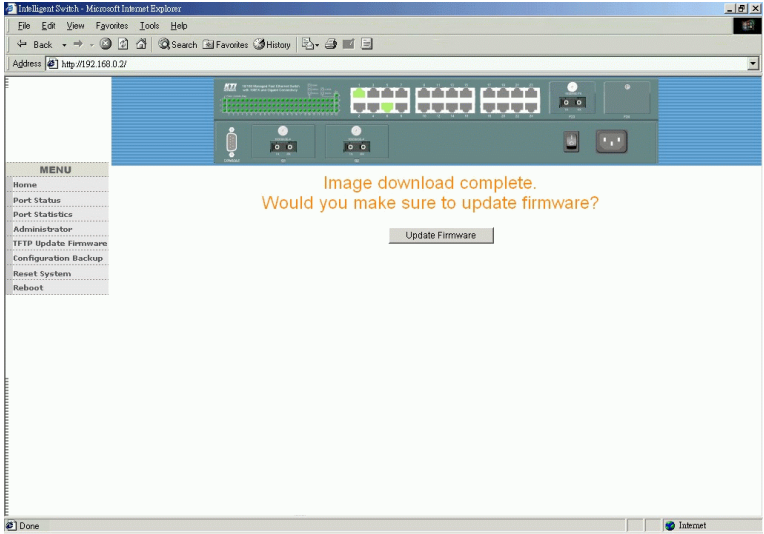 Intelligent Switch - Microsoft Internet Explorer
File Edit View Favorites Tools Help
Back Search Favorites History
Address http://192.168.0.2/
KTI
CONSOLE
MENU
Home
Port Status
Port Statistics
Administrator
TFTP Update Firmware
Configuration Backup
Reset System
Reboot
Image download complete.
Would you make sure to update firmware?
Update Firmware
Done
Internet